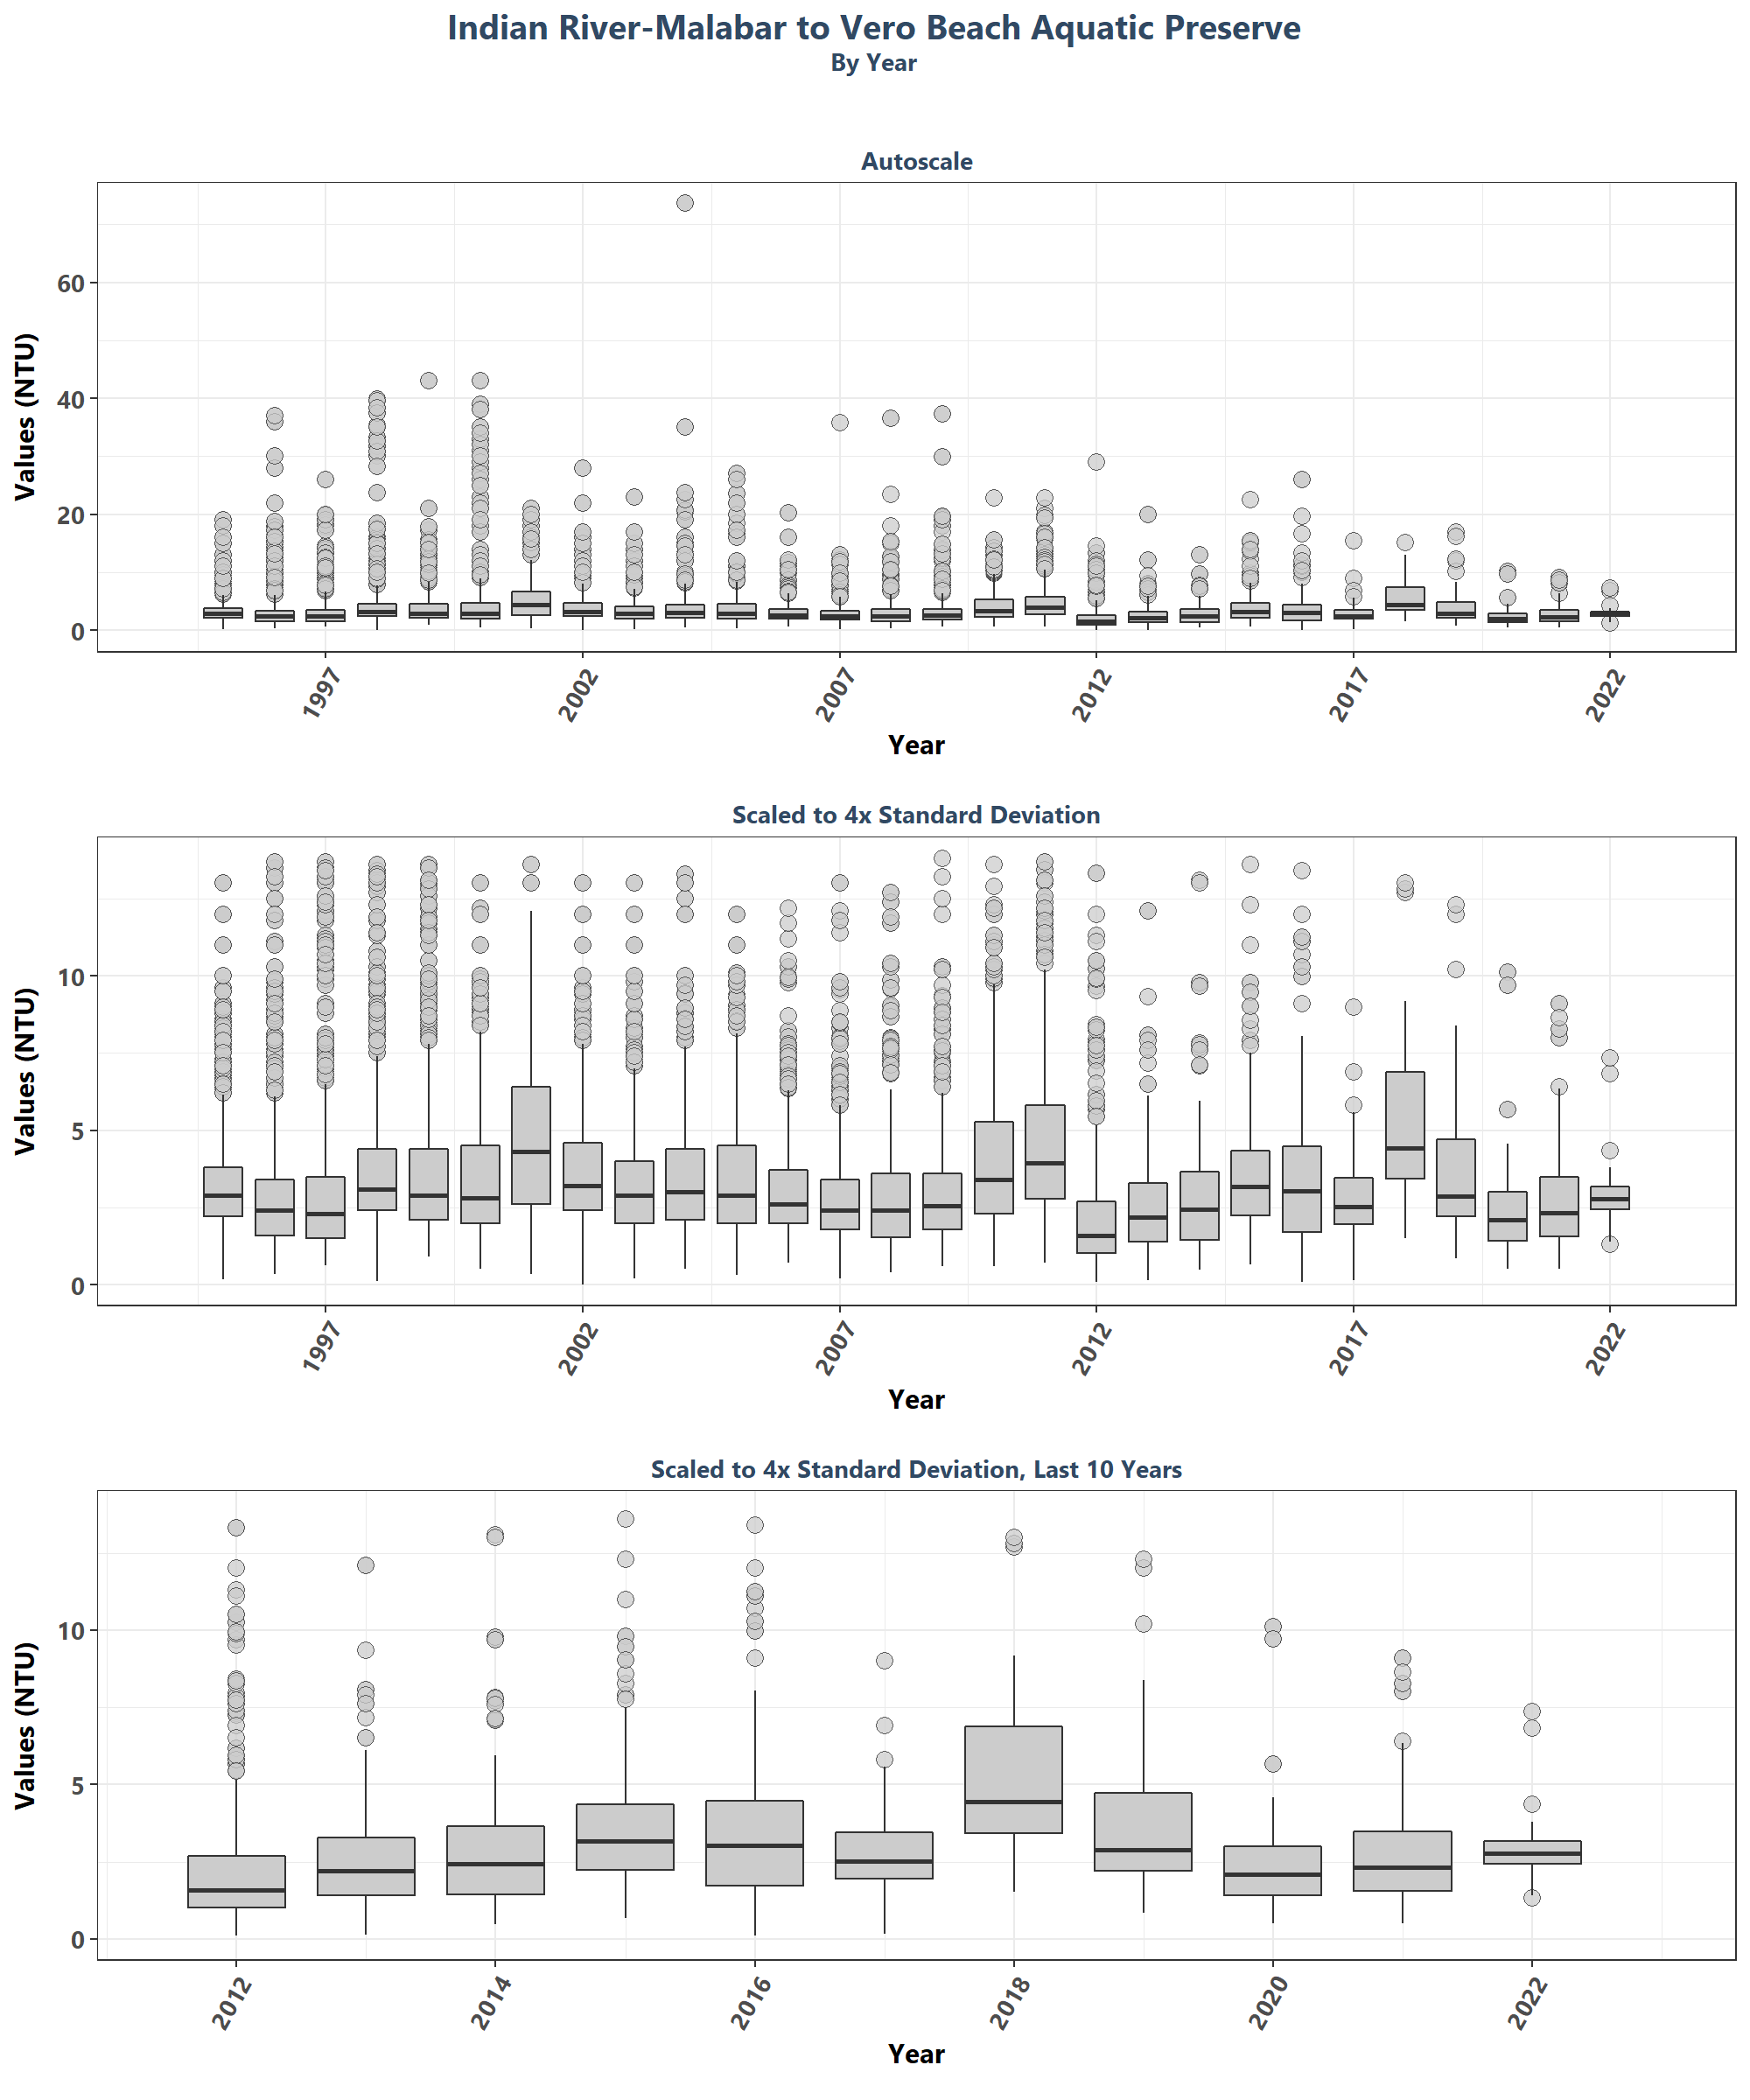 Indian River-Malabar to Vero Beach Aquatic Preserve
By Year
Autoscale
Values (NTU)
60
40
20
0
1997
2002
2007
2012
2017
2022
Year
Scaled to 4x Standard Deviation
Values (NTU)
10
5
0
1997
2002
2007
2012
2017
2022
Year
Scaled to 4x Standard Deviation, Last 10 Years
Values (NTU)
10
5
0
2012
2014
2016
2018
2020
2022
Year